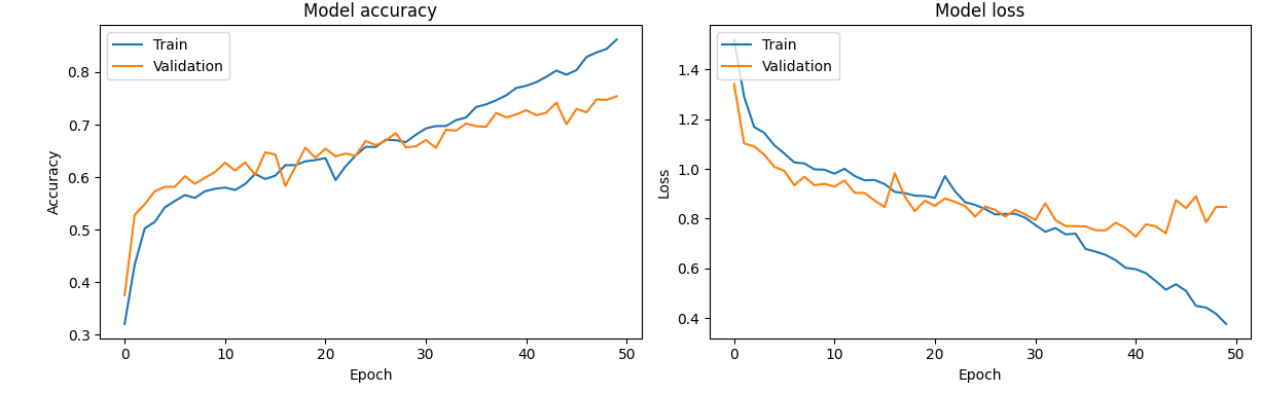 Model accuracy
Train
Validation
0.8
0.7
0.6
0.5
0.4
0.3
Accuracy
0 10 20 30 40 50
Epoch
Model loss
Train
Validation
1.4
1.2
1.0
0.8
0.6
0.4
Loss
0 10 20 30 40 50
Epoch